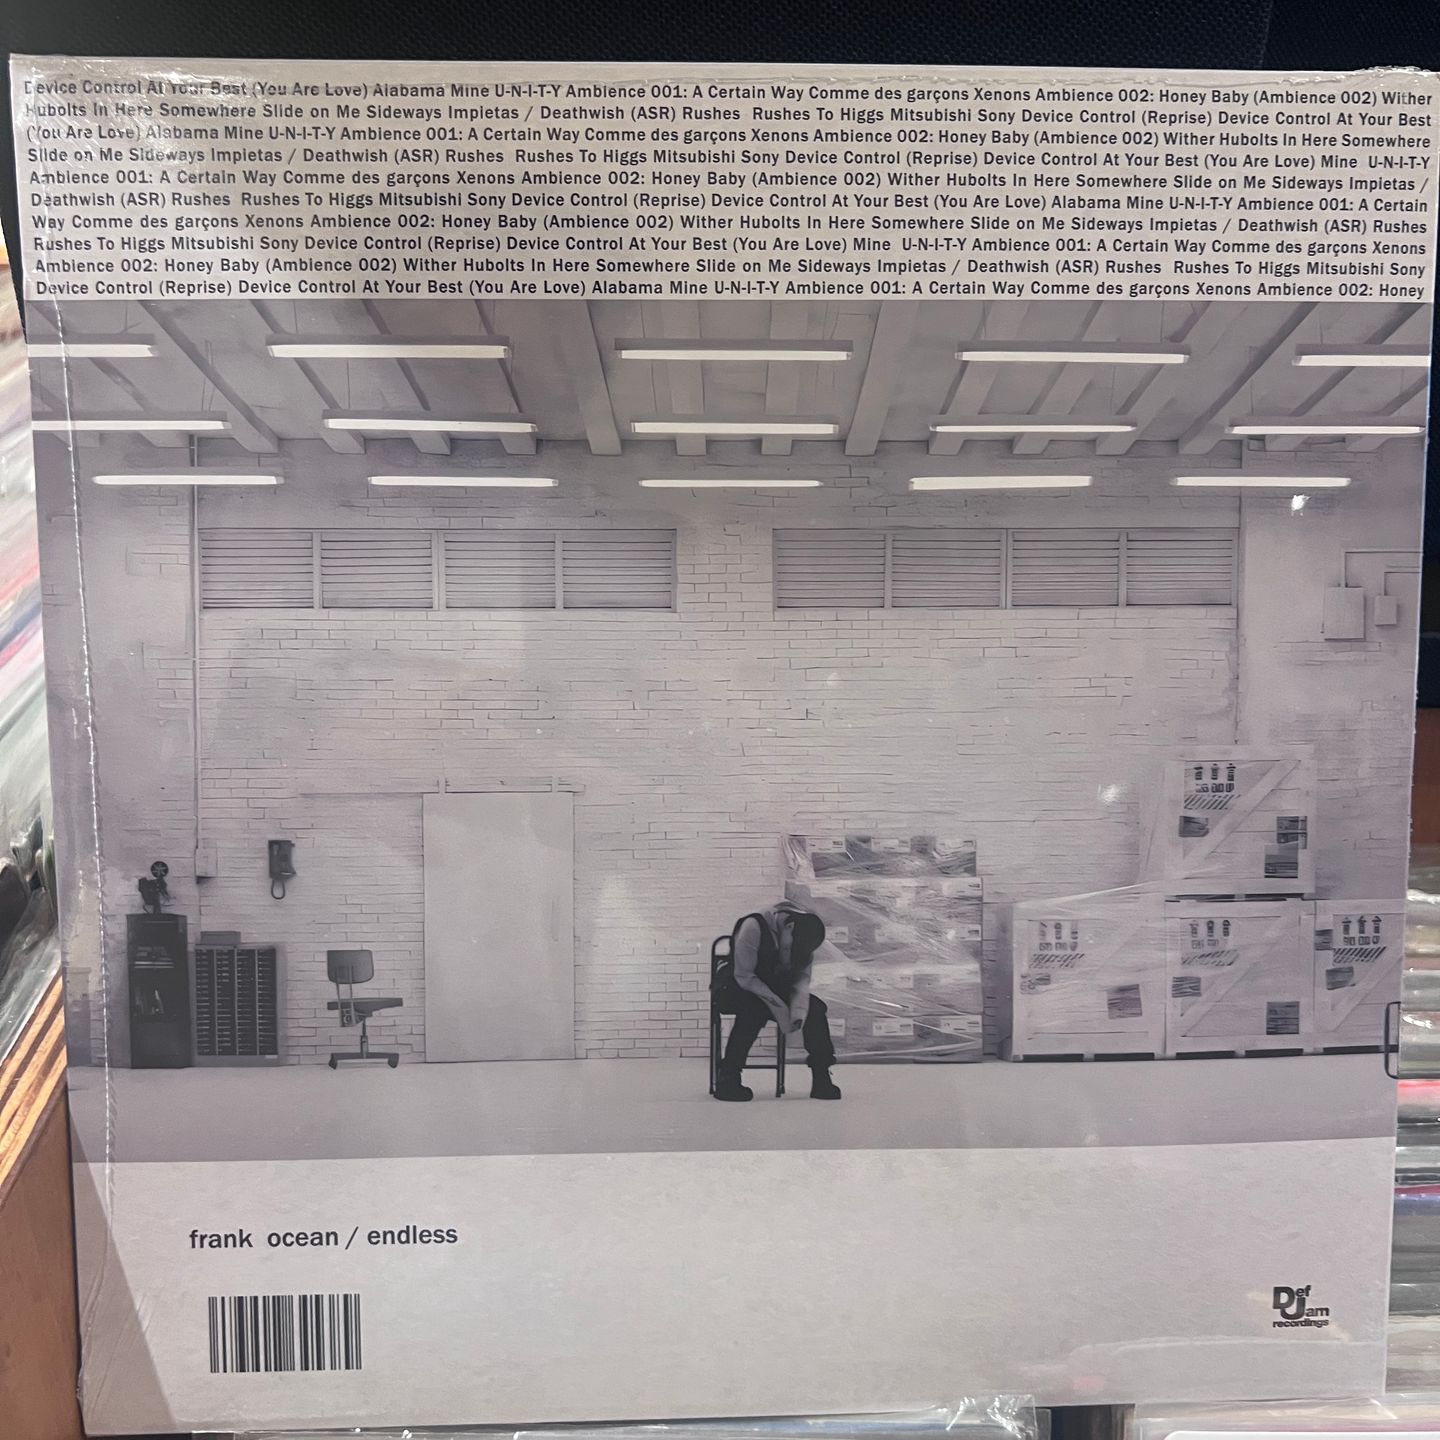 Device Control At Your Best (You Are Love) Alabama Mine U-N-I-T-Y Ambience 001: A Certain Way Comme des garçons Xenons Ambience 002: Honey Baby (Ambience 002) Wither
Hubolts In Here Somewhere Slide on Me Sideways Impietas / Deathwish (ASR) Rushes Rushes To Higgs Mitsubishi Sony Device Control (Reprise) Device Control At Your Best
(You Are Love) Alabama Mine U-N-I-T-Y Ambience 001: A Certain Way Comme des garçons Xenons Ambience 002: Honey Baby (Ambience 002) Wither Hubolts In Here Somewhere
Slide on Me Sideways Impietas / Deathwish (ASR) Rushes Rushes To Higgs Mitsubishi Sony Device Control (Reprise) Device Control At Your Best (You Are Love) Mine U-N-I-T-Y
Ambience 001: A Certain Way Comme des garçons Xenons Ambience 002: Honey Baby (Ambience 002) Wither Hubolts In Here Somewhere Slide on Me Sideways Impietas /
Deathwish (ASR) Rushes Rushes To Higgs Mitsubishi Sony Device Control (Reprise) Device Control At Your Best (You Are Love) Alabama Mine U-N-I-T-Y Ambience 001: A Certain
Way Comme des garçons Xenons Ambience 002: Honey Baby (Ambience 002) Wither Hubolts In Here Somewhere Slide on Me Sideways Impietas / Deathwish (ASR) Rushes
Rushes To Higgs Mitsubishi Sony Device Control (Reprise) Device Control At Your Best (You Are Love) Mine U-N-I-T-Y Ambience 001: A Certain Way Comme des garçons Xenons
Ambience 002: Honey Baby (Ambience 002) Wither Hubolts In Here Somewhere Slide on Me Sideways Impietas / Deathwish (ASR) Rushes Rushes To Higgs Mitsubishi Sony
Device Control (Reprise) Device Control At Your Best (You Are Love) Alabama Mine U-N-I-T-Y Ambience 001: A Certain Way Comme des garçons Xenons Ambience 002: Honey
frank ocean / endless
Def
Jam
recordings